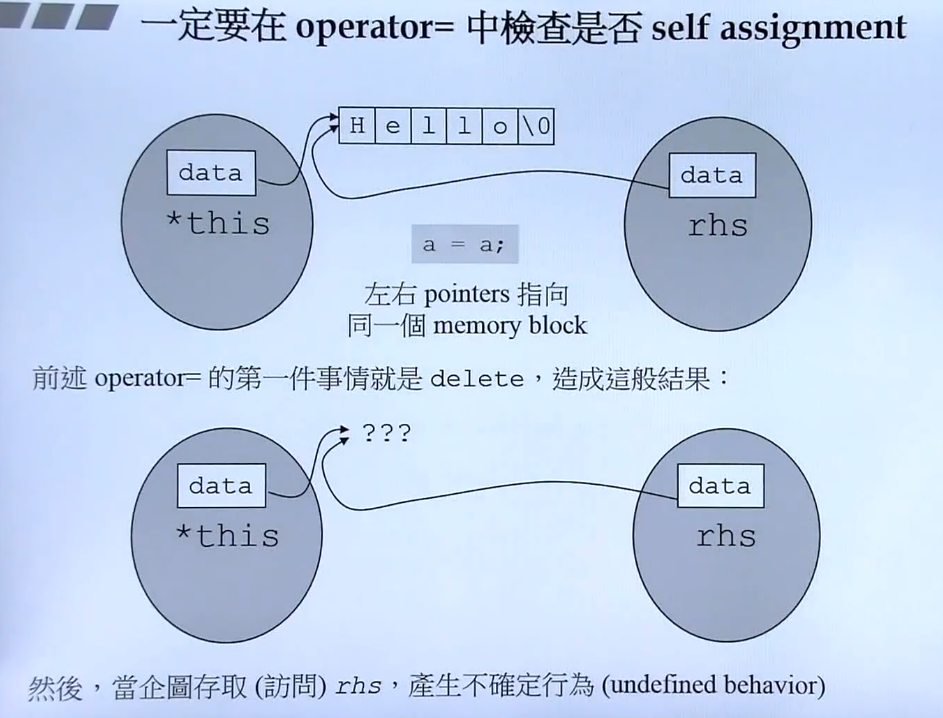 一定要在 operator= 中檢查是否 self assignment
H e l l o \0
data
data
*this
rhs
a = a;
左右 pointers 指向
同一個 memory block
前述 operator= 的第一件事情就是 delete，造成這般結果：
???
data
data
*this
rhs
然後，當企圖存取 (訪問) rhs，產生不確定行為 (undefined behavior)